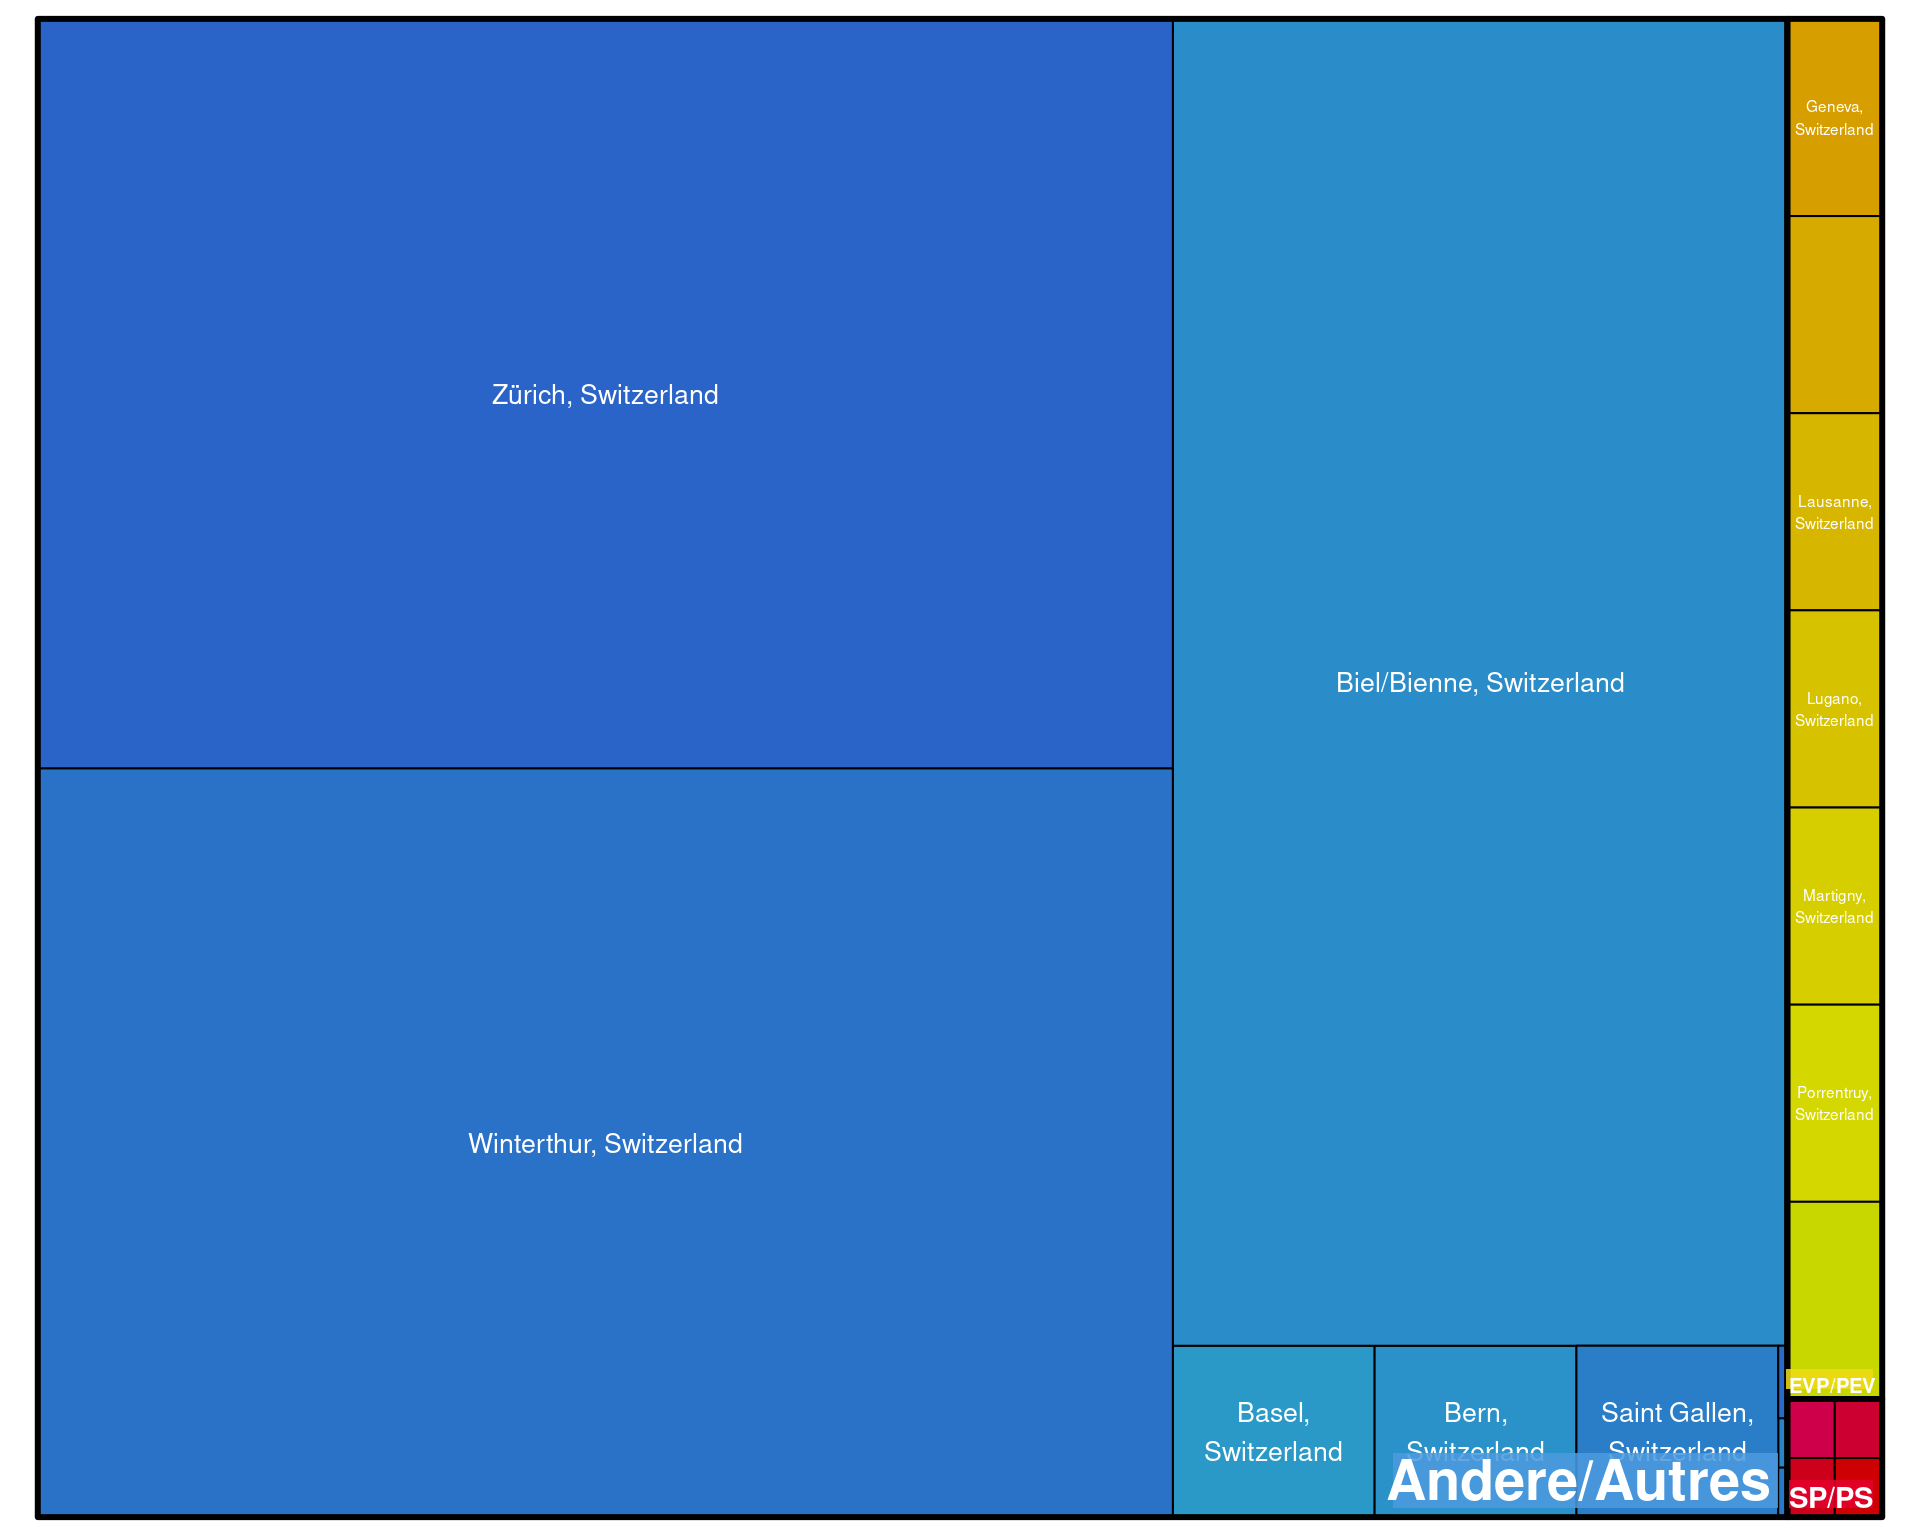 Zürich, Switzerland
Winterthur, Switzerland
Biel/Bienne, Switzerland
Basel,
Switzerland
Bern,
Switzerland
Saint Gallen,
Switzerland
Andere/Autres
Geneva,
Switzerland
Lausanne,
Switzerland
Lugano,
Switzerland
Martigny,
Switzerland
Porrentruy,
Switzerland
EVP/PEV
SP/PS